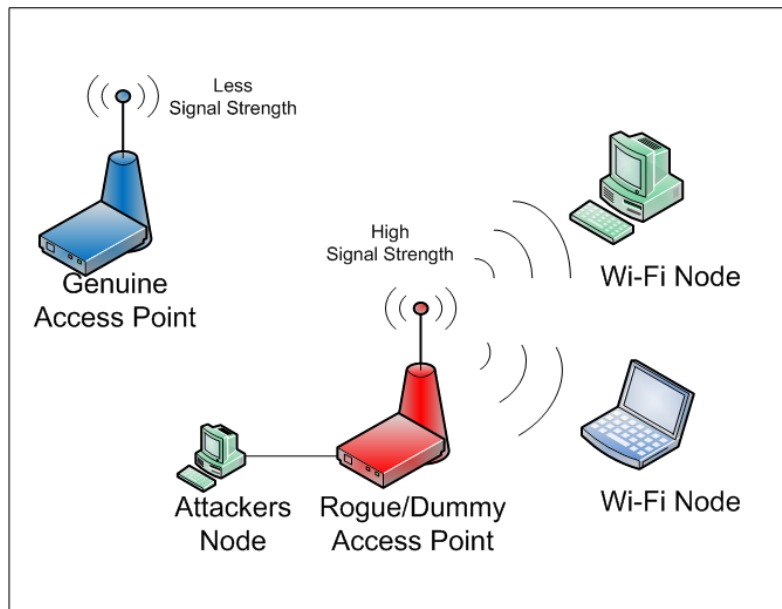 Less
Signal Strength
Genuine
Access Point
High
Signal Strength
Wi-Fi Node
Attackers
Node
Rogue/Dummy
Access Point
Wi-Fi Node